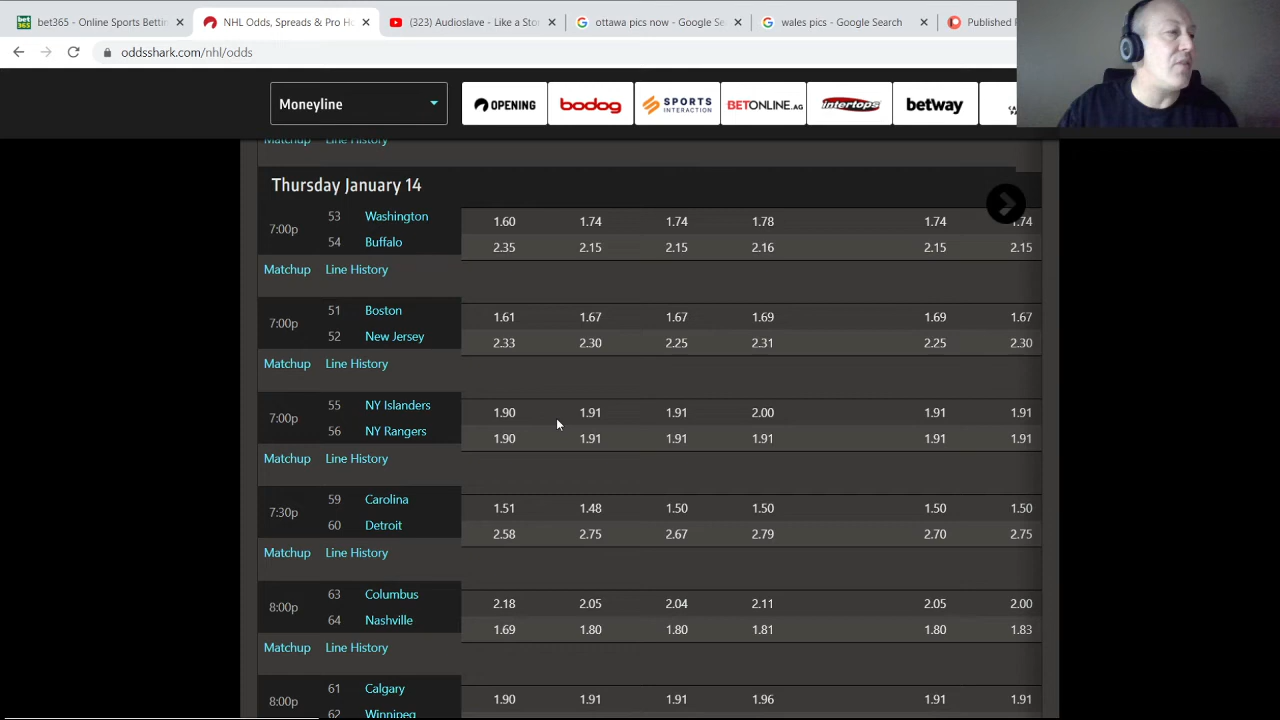 bet365 - Online Sports Bettin
NHL Odds, Spreads & Pro Ho
(323) Audioslave - Like a Sto
ottawa pics now - Google Se
wales pics - Google Search
Published P
oddsshark.com/nhl/odds
Moneyline
OPENING
bodog
SPORTS INTERACTION
BETONLINE.AG
intertops
betway
Matchup Line History
Thursday January 14
7:00p
53 Washington 1.60 1.74 1.74 1.78 1.74 1.74
54 Buffalo 2.35 2.15 2.15 2.16 2.15 2.15
Matchup Line History
7:00p
51 Boston 1.61 1.67 1.67 1.69 1.69 1.67
52 New Jersey 2.33 2.30 2.25 2.31 2.25 2.30
Matchup Line History
7:00p
55 NY Islanders 1.90 1.91 1.91 2.00 1.91 1.91
56 NY Rangers 1.90 1.91 1.91 1.91 1.91 1.91
Matchup Line History
7:30p
59 Carolina 1.51 1.48 1.50 1.50 1.50 1.50
60 Detroit 2.58 2.75 2.67 2.79 2.70 2.75
Matchup Line History
8:00p
63 Columbus 2.18 2.05 2.04 2.11 2.05 2.00
64 Nashville 1.69 1.80 1.80 1.81 1.80 1.83
Matchup Line History
8:00p
61 Calgary 1.90 1.91 1.91 1.96 1.91 1.91
62 Winnipeg